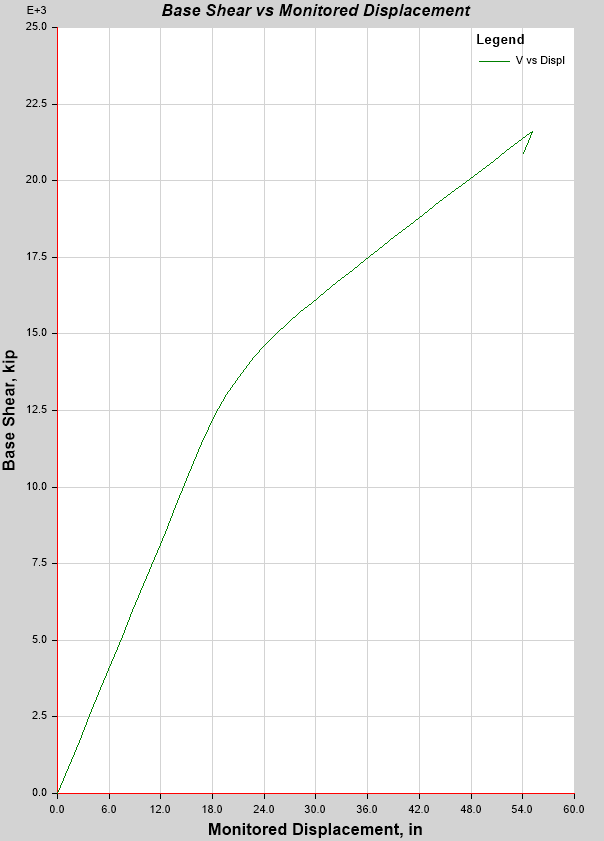 Base Shear vs Monitored Displacement
E+3
25.0
Legend
V vs Displ
22.5
20.0
17.5
15.0
12.5
10.0
7.5
5.0
2.5
0.0
Base Shear, kip
0.0 6.0 12.0 18.0 24.0 30.0 36.0 42.0 48.0 54.0 60.0
Monitored Displacement, in